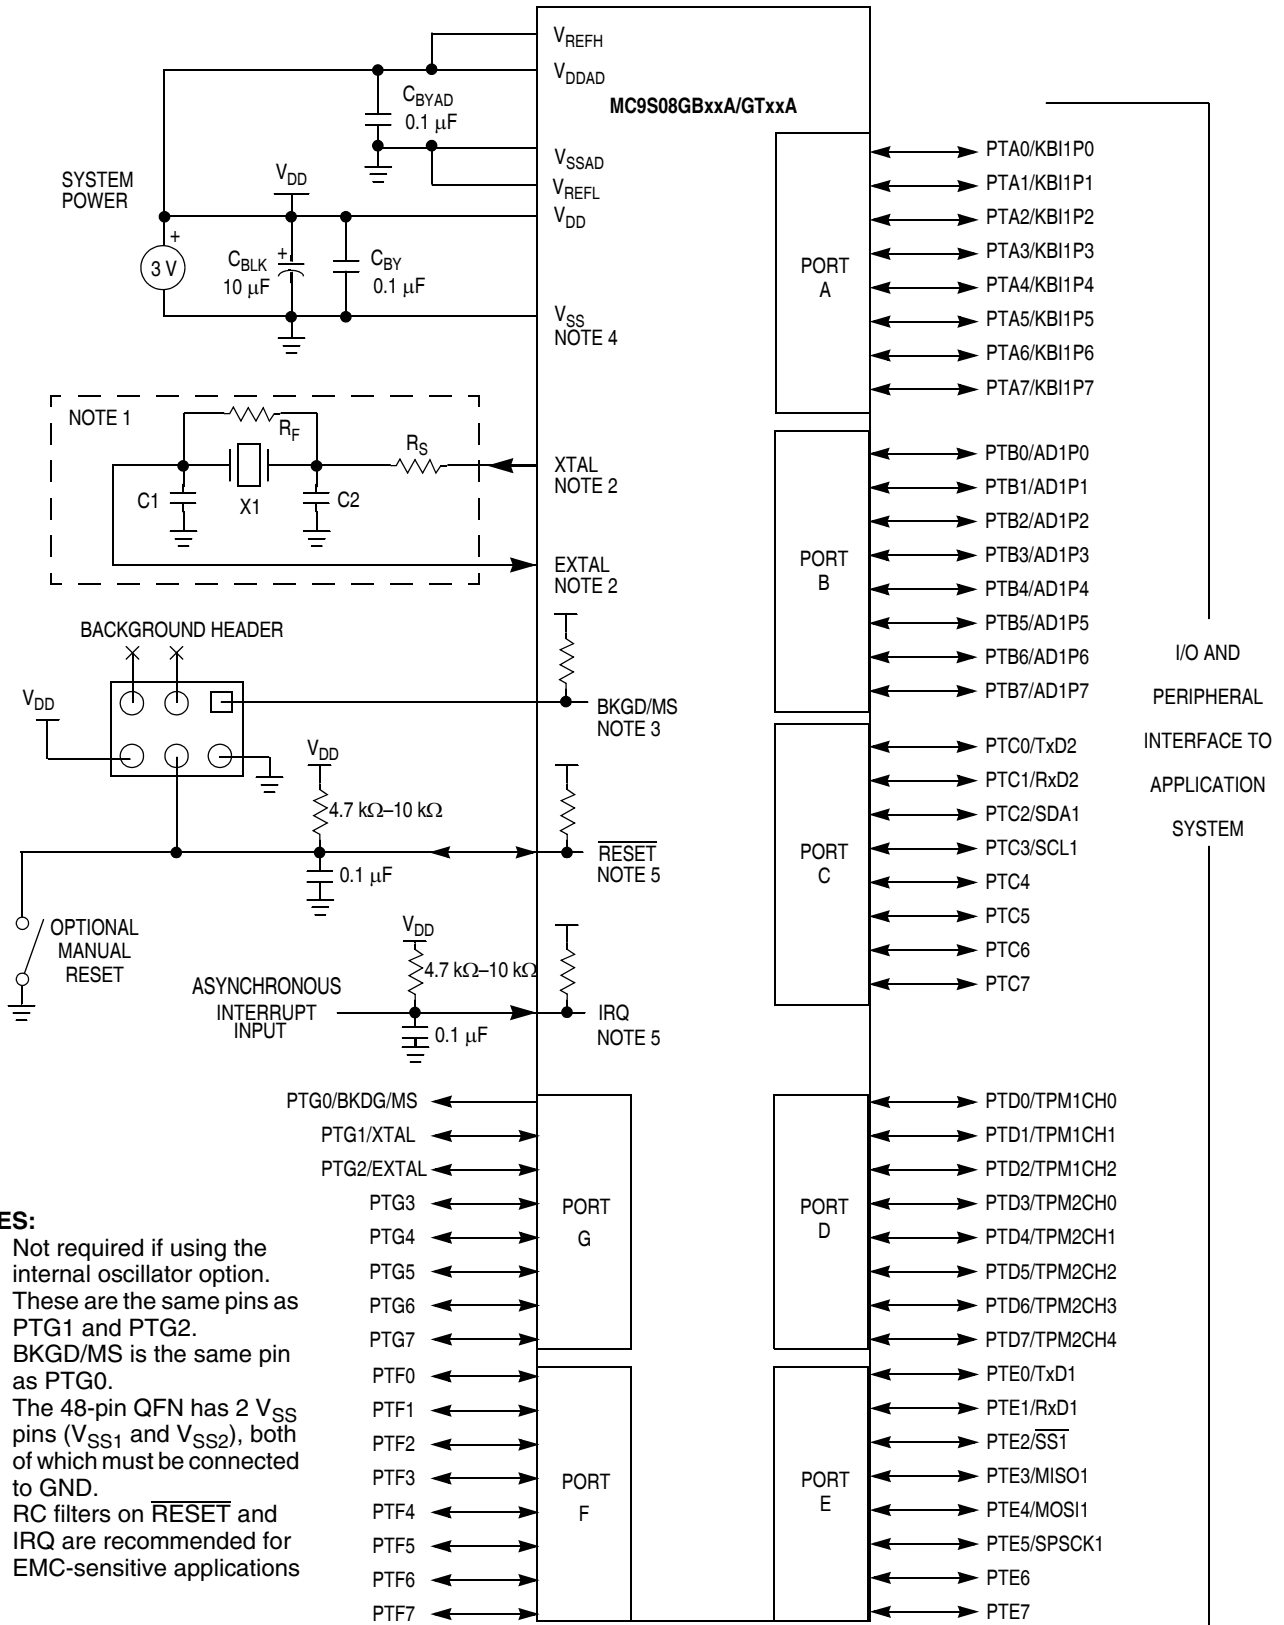 VREFH
VDDAD
MC9S08GBxxA/GTxxA
CBYAD
0.1 µF
VSSAD
VREFL
SYSTEM
POWER
VDD
VDD
+
3 V
CBLK
+
10 µF
CBY
0.1 µF
VSS
NOTE 4
NOTE 1
RF
RS
C1
X1
C2
XTAL
NOTE 2
EXTAL
NOTE 2
BACKGROUND HEADER
VDD
BKGD/MS
NOTE 3
VDD
4.7 kΩ–10 kΩ
0.1 µF
RESET
NOTE 5
OPTIONAL
MANUAL
RESET
VDD
4.7 kΩ–10 kΩ
ASYNCHRONOUS
INTERRUPT
INPUT
0.1 µF
IRQ
NOTE 5
PORT
A
PTA0/KBI1P0
PTA1/KBI1P1
PTA2/KBI1P2
PTA3/KBI1P3
PTA4/KBI1P4
PTA5/KBI1P5
PTA6/KBI1P6
PTA7/KBI1P7
PORT
B
PTB0/AD1P0
PTB1/AD1P1
PTB2/AD1P2
PTB3/AD1P3
PTB4/AD1P4
PTB5/AD1P5
PTB6/AD1P6
PTB7/AD1P7
PORT
C
PTC0/TxD2
PTC1/RxD2
PTC2/SDA1
PTC3/SCL1
PTC4
PTC5
PTC6
PTC7
I/O AND
PERIPHERAL
INTERFACE TO
APPLICATION
SYSTEM
PTG0/BKDG/MS
PTG1/XTAL
PTG2/EXTAL
PTG3
PTG4
PTG5
PTG6
PTG7
PORT
G
PORT
D
PTD0/TPM1CH0
PTD1/TPM1CH1
PTD2/TPM1CH2
PTD3/TPM2CH0
PTD4/TPM2CH1
PTD5/TPM2CH2
PTD6/TPM2CH3
PTD7/TPM2CH4
PTF0
PTF1
PTF2
PTF3
PTF4
PTF5
PTF6
PTF7
PORT
F
PORT
E
PTE0/TxD1
PTE1/RxD1
PTE2/SS1
PTE3/MISO1
PTE4/MOSI1
PTE5/SPSCK1
PTE6
PTE7
ES:
Not required if using the
internal oscillator option.
These are the same pins as
PTG1 and PTG2.
BKGD/MS is the same pin
as PTG0.
The 48-pin QFN has 2 VSS
pins (VSS1 and VSS2), both
of which must be connected
to GND.
RC filters on RESET and
IRQ are recommended for
EMC-sensitive applications